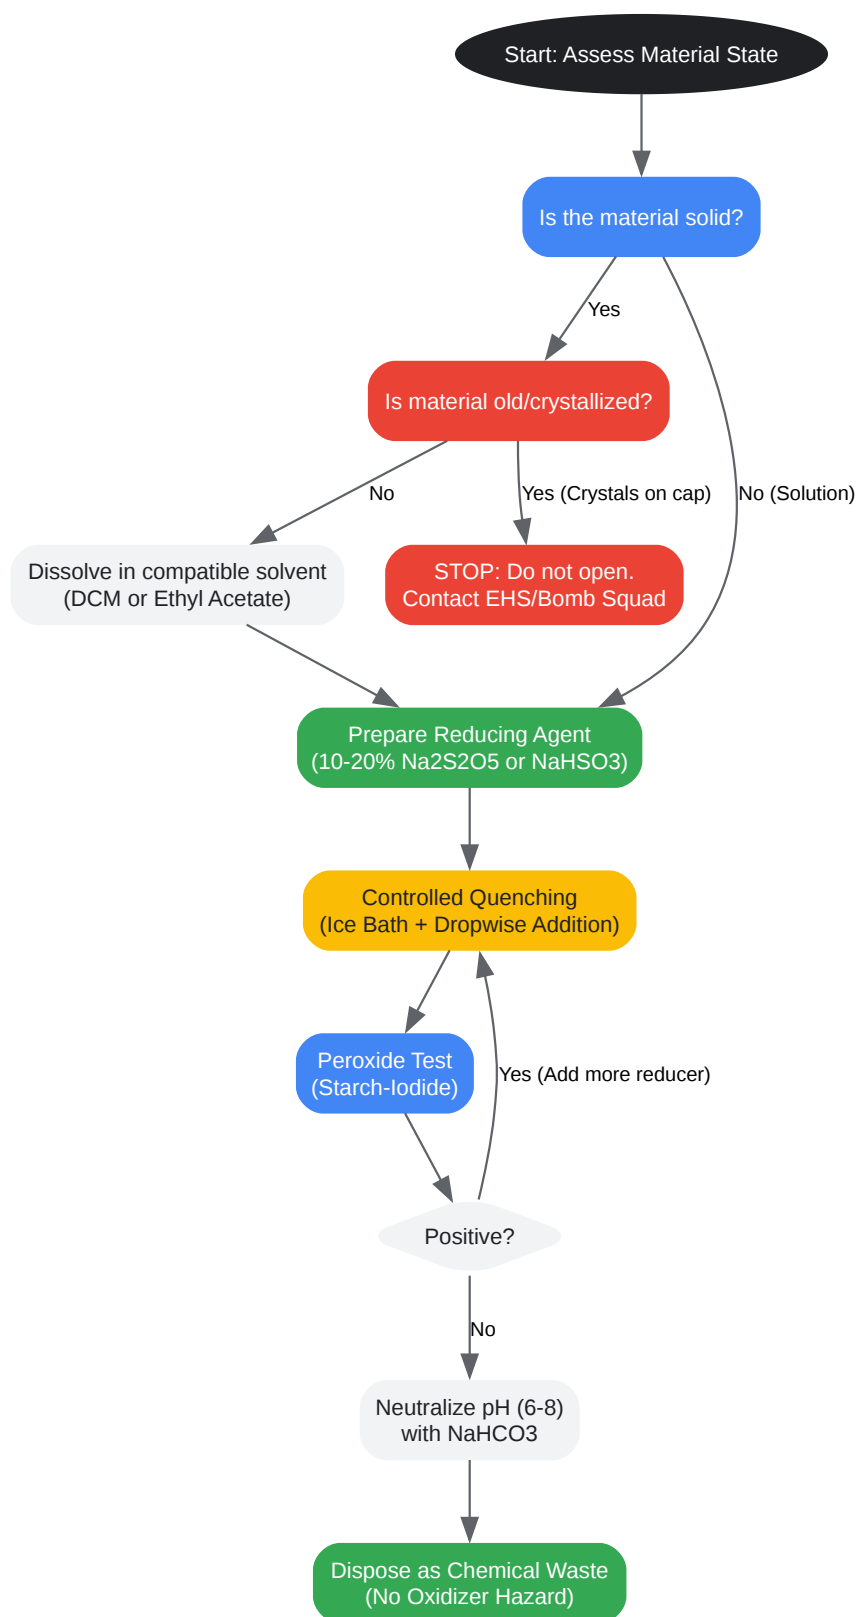 Start: Assess Material State
Is the material solid?
Yes
Is material old/crystallized?
No
Yes (Crystals on cap)
No (Solution)
Dissolve in compatible solvent
(DCM or Ethyl Acetate)
STOP: Do not open.
Contact EHS/Bomb Squad
Prepare Reducing Agent
(10-20% Na2S2O5 or NaHSO3)
Controlled Quenching
(Ice Bath + Dropwise Addition)
Peroxide Test
(Starch-Iodide)
Yes (Add more reducer)
Positive?
No
Neutralize pH (6-8)
with NaHCO3
Dispose as Chemical Waste
(No Oxidizer Hazard)